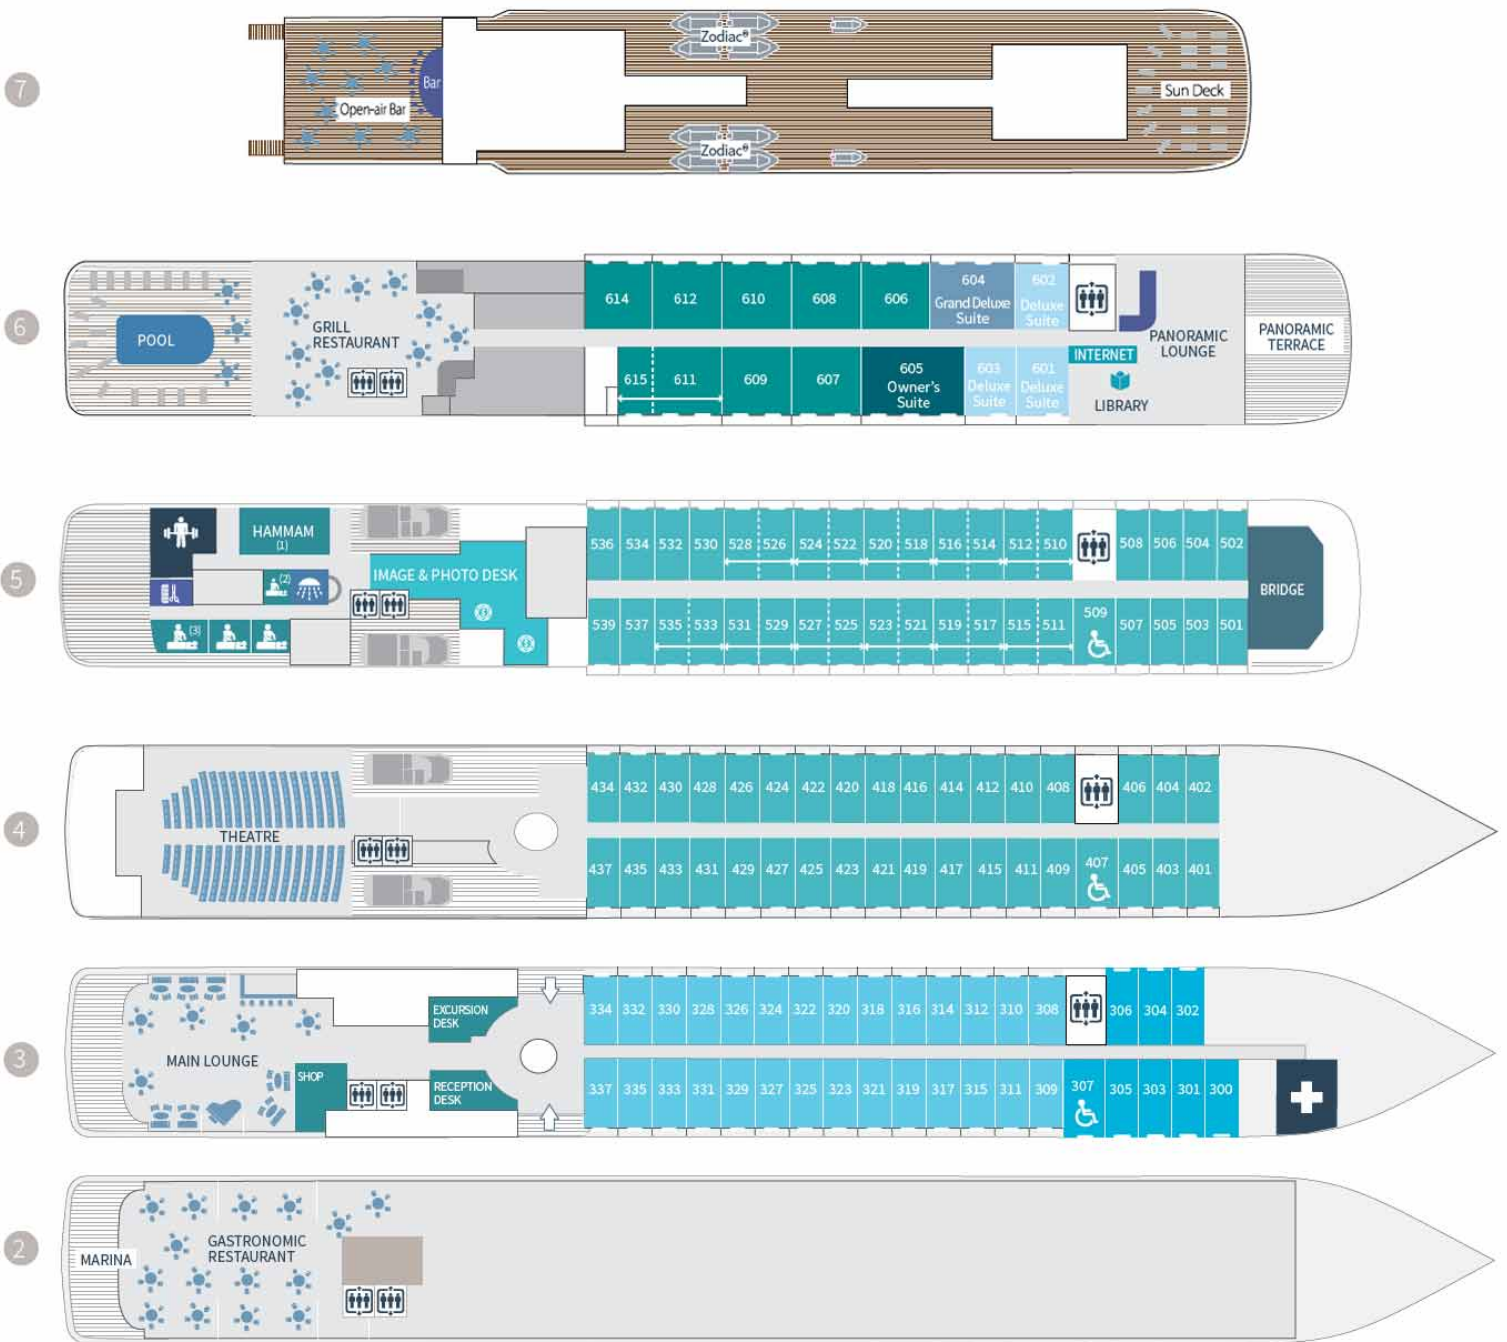 7
Zodiac®
Bar
Open-air Bar
Sun Deck
Zodiac®
6
614 612 610 608 606 604 602
Grand Deluxe
Suite
Deluxe
Suite
POOL
GRILL
RESTAURANT
PANORAMIC
LOUNGE
PANORAMIC
TERRACE
INTERNET
LIBRARY
615 611 609 607 605 603 601
Owner's
Suite
Deluxe
Suite
Deluxe
Suite
5
HAMMAM
(1)
536 534 532 530 528 526 524 522 520 518 516 514 512 510 508 506 504 502
IMAGE & PHOTO DESK
(2)
BRIDGE
(3)
539 537 535 533 531 529 527 525 523 521 519 517 515 511 509 507 505 503 501
4
434 432 430 428 426 424 422 420 418 416 414 412 410 408 406 404 402
THEATRE
437 435 433 431 429 427 425 423 421 419 417 415 411 409 407 405 403 401
3
EXCURSION
DESK
334 332 330 328 326 324 322 320 318 316 314 312 310 308 306 304 302
MAIN LOUNGE
SHOP
RECEPTION
DESK
337 335 333 331 329 327 325 323 321 319 317 315 311 309 307 305 303 301 300
2
GASTRONOMIC
RESTAURANT
MARINA